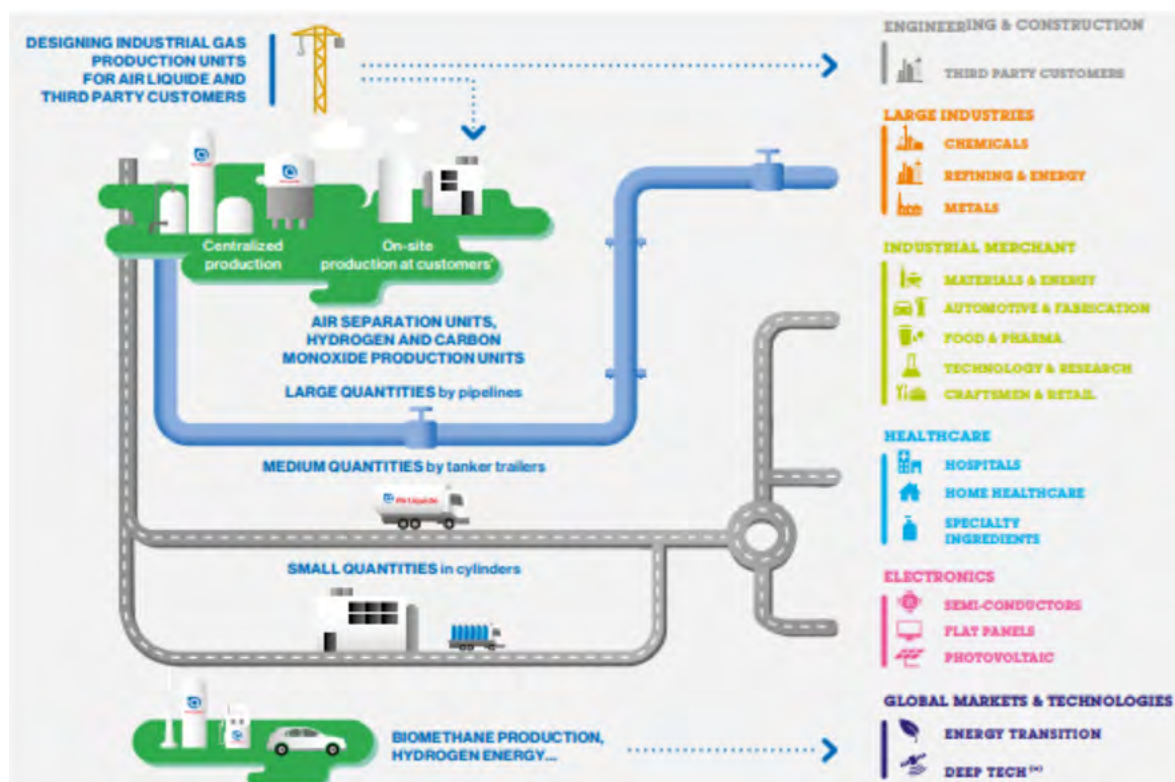 DESIGNING INDUSTRIAL GAS
PRODUCTION UNITS
FOR AIR LIQUIDE AND
THIRD PARTY CUSTOMERS
Centralized
production
On-site
production at customers'
AIR SEPARATION UNITS,
HYDROGEN AND CARBON
MONOXIDE PRODUCTION UNITS
LARGE QUANTITIES by pipelines
MEDIUM QUANTITIES by tanker trailers
Air Liquide
SMALL QUANTITIES in cylinders
BIOMETHANE PRODUCTION,
HYDROGEN ENERGY...
ENGINEERING & CONSTRUCTION
THIRD PARTY CUSTOMERS
LARGE INDUSTRIES
CHEMICALS
REFINING & ENERGY
METALS
INDUSTRIAL MERCHANT
MATERIALS & ENERGY
AUTOMOTIVE & FABRICATION
FOOD & PHARMA
TECHNOLOGY & RESEARCH
CRAFTSMEN & RETAIL
HEALTHCARE
HOSPITALS
HOME HEALTHCARE
SPECIALTY
INGREDIENTS
ELECTRONICS
SEMI-CONDUCTORS
FLAT PANELS
PHOTOVOLTAIC
GLOBAL MARKETS & TECHNOLOGIES
ENERGY TRANSITION
DEEP TECH